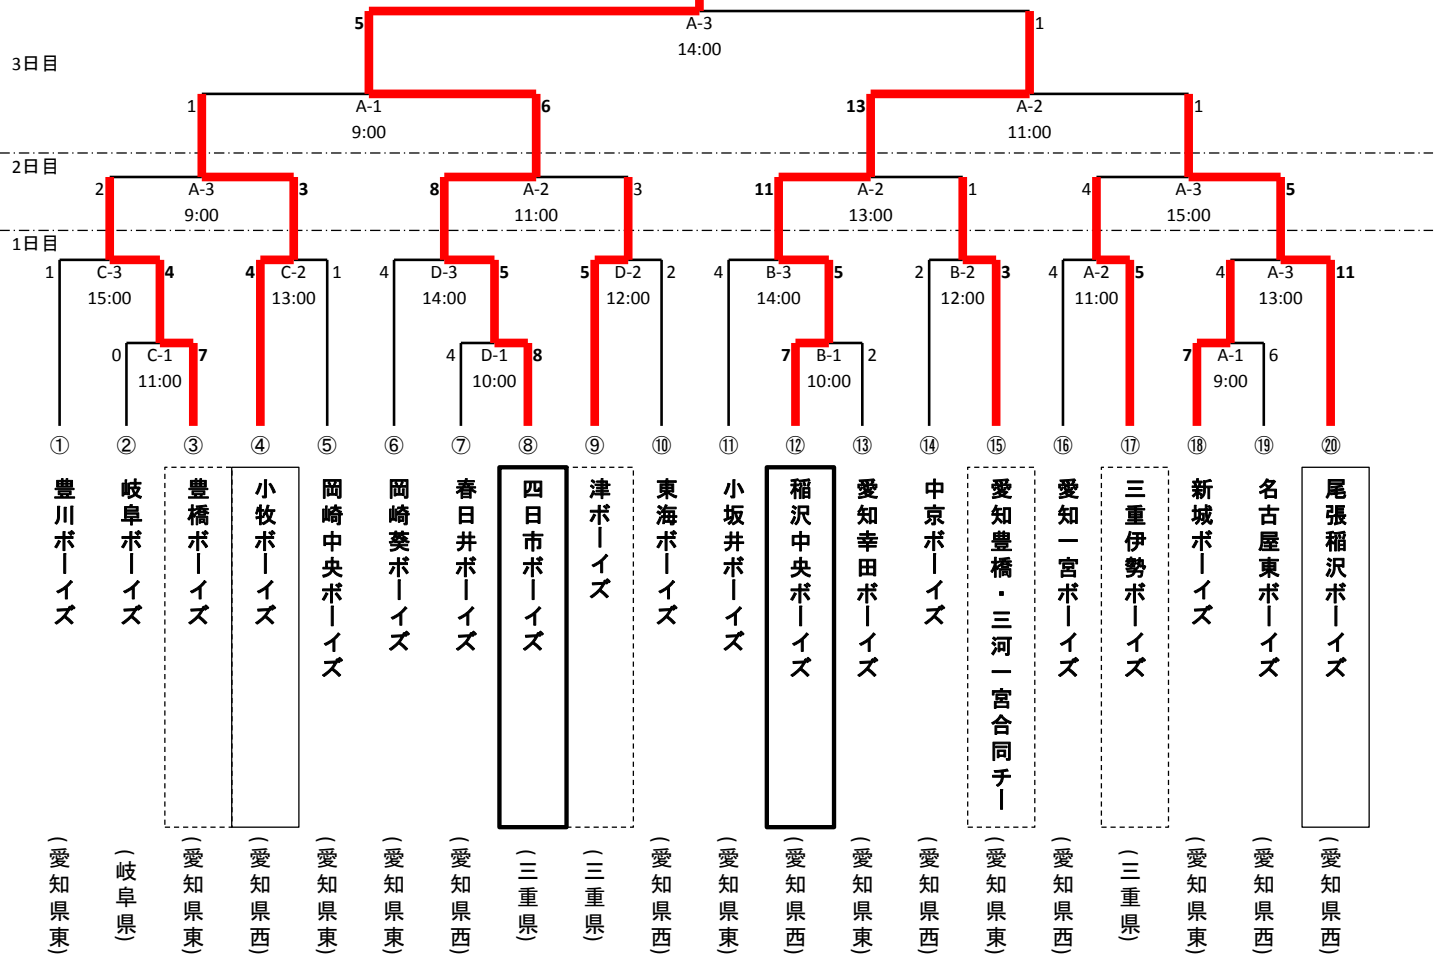 5 A-3 1
14:00
3日目
1 A-1 6 13 A-2 1
9:00 11:00
2日目
2 A-3 3 8 A-2 3 11 A-2 1 4 A-3 5
9:00 11:00 13:00 15:00
1日目
1 C-3 4 4 C-2 1 4 D-3 5 5 D-2 2 4 B-3 5 2 B-2 3 4 A-2 5 4 A-3 11
15:00 13:00 14:00 12:00 14:00 12:00 11:00 13:00
0 C-1 7 4 D-1 8 7 B-1 2 7 A-1 6
11:00 10:00 10:00 9:00
① ② ③ ④ ⑤ ⑥ ⑦ ⑧ ⑨ ⑩ ⑪ ⑫ ⑬ ⑭ ⑮ ⑯ ⑰ ⑱ ⑲ ⑳
豊川ボーイズ
岐阜ボーイズ
豊橋ボーイズ
小牧ボーイズ
岡崎中央ボーイズ
岡崎葵ボーイズ
春日井ボーイズ
四日市ボーイズ
津ボーイズ
東海ボーイズ
小坂井ボーイズ
稲沢中央ボーイズ
愛知幸田ボーイズ
中京ボーイズ
愛知豊橋・三河一宮合同チー
愛知一宮ボーイズ
三重伊勢ボーイズ
新城ボーイズ
名古屋東ボーイズ
尾張稲沢ボーイズ
(愛知県東)
(岐阜県)
(愛知県東)
(愛知県西)
(愛知県東)
(愛知県東)
(愛知県西)
(三重県)
(三重県)
(愛知県西)
(愛知県東)
(愛知県西)
(愛知県東)
(愛知県西)
(愛知県東)
(愛知県西)
(三重県)
(愛知県東)
(愛知県西)
(愛知県西)